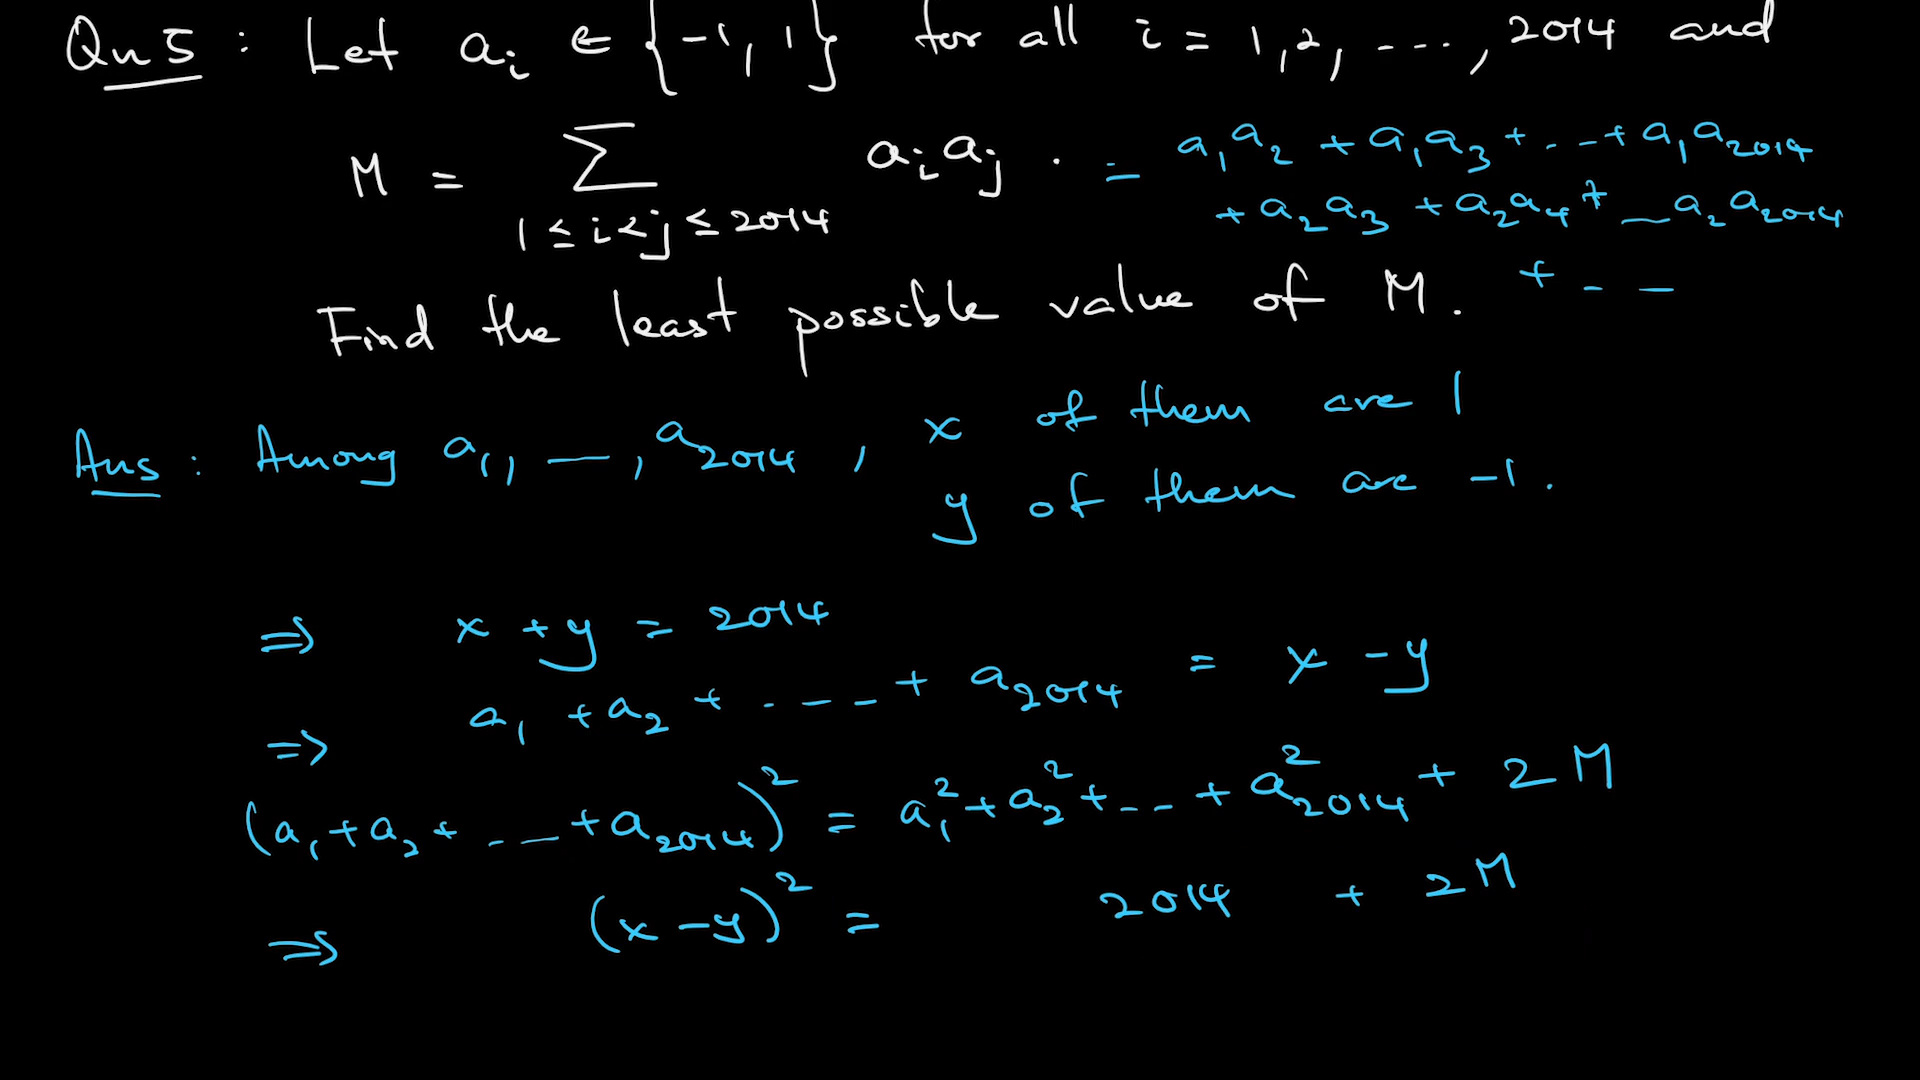 Qn 5 : Let aᵢ ∈ {-1, 1} for all i = 1, 2, ---, 2014 and
M = ∑ aᵢaⱼ . = a₁a₂ + a₁a₃ + --- + a₁a₂₀₁₄
1 ≤ i < j ≤ 2014
+ a₂a₃ + a₂a₄ + — a₂a₂₀₁₄
+ - -
Find the least possible value of M.
Ans : Among a₁, —, a₂₀₁₄, x of them are 1
y of them are -1.
⇒ x + y = 2014
⇒ a₁ + a₂ + ---- + a₂₀₁₄ = x - y
(a₁ + a₂ + -— + a₂₀₁₄)² = a₁² + a₂² + --- + a₂₀₁₄² + 2M
⇒ (x - y)² = 2014 + 2M